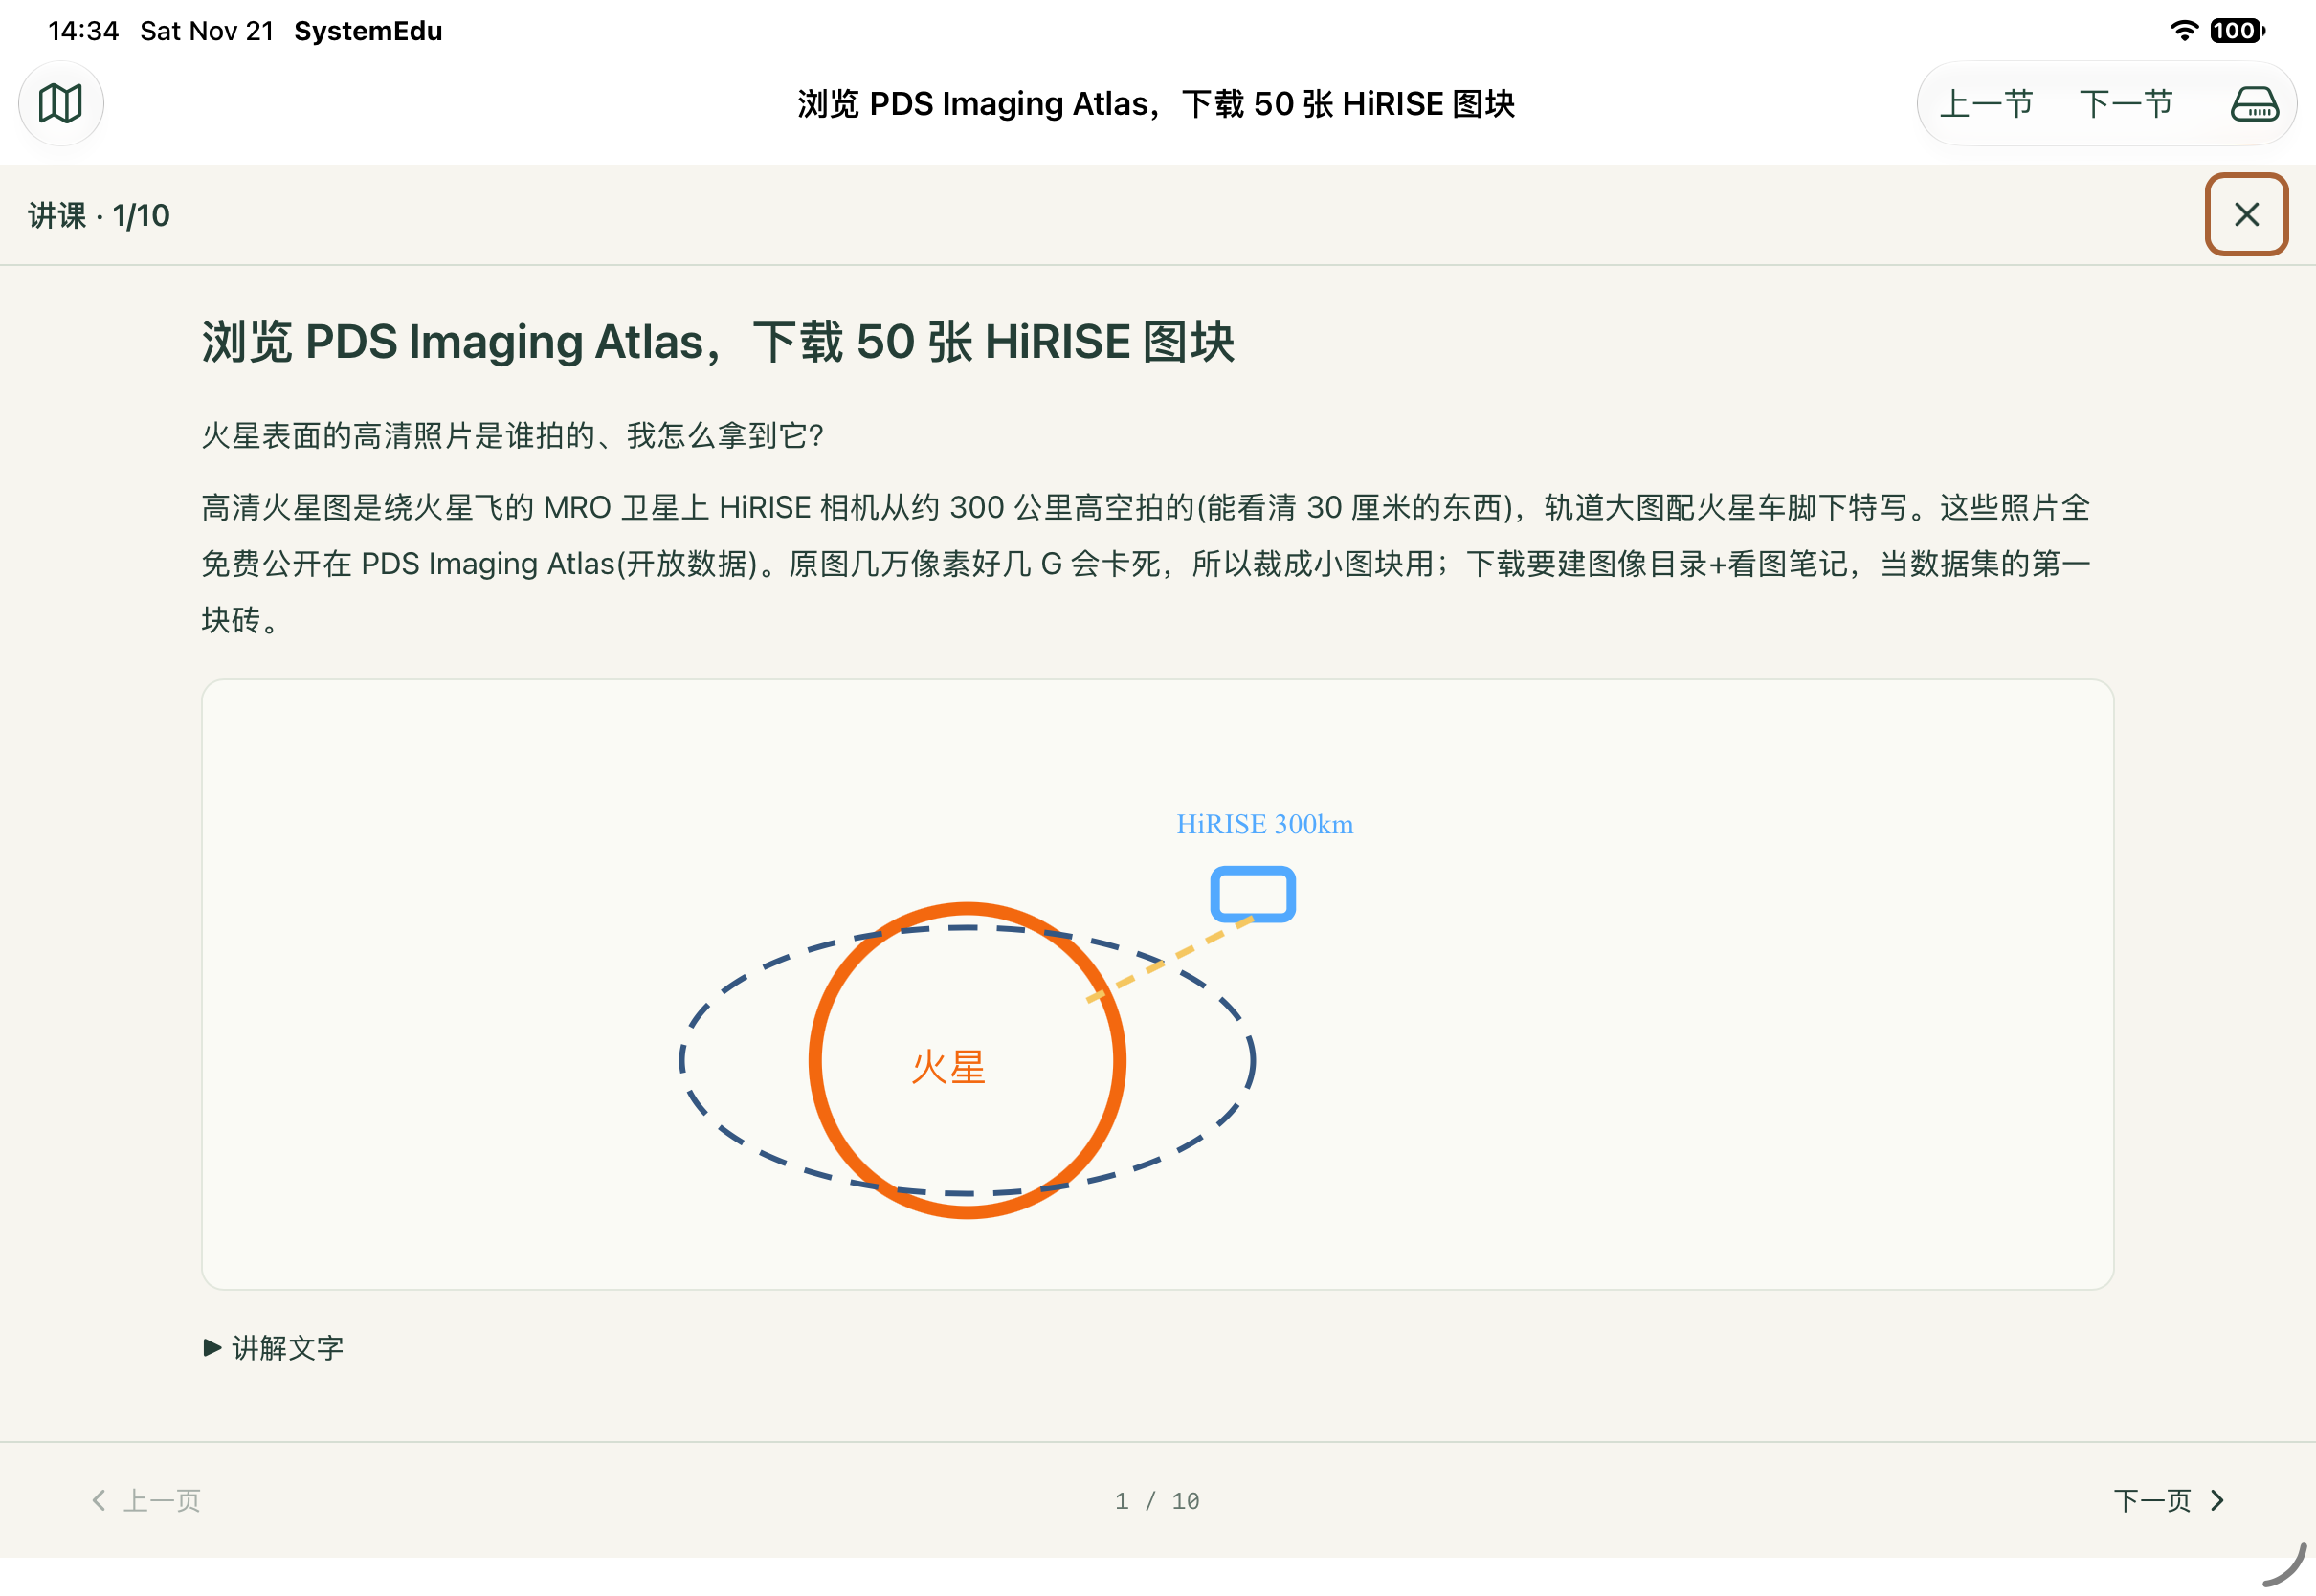 14:34 Sat Nov 21 SystemEdu
100
浏览 PDS Imaging Atlas，下载 50 张 HiRISE 图块
上一节 下一节
讲课 · 1/10
浏览 PDS Imaging Atlas，下载 50 张 HiRISE 图块
火星表面的高清照片是谁拍的、我怎么拿到它?
高清火星图是绕火星飞的 MRO 卫星上 HiRISE 相机从约 300 公里高空拍的(能看清 30 厘米的东西)，轨道大图配火星车脚下特写。这些照片全
免费公开在 PDS Imaging Atlas(开放数据)。原图几万像素好几 G 会卡死，所以裁成小图块用；下载要建图像目录+看图笔记，当数据集的第一
块砖。
HiRISE 300km
火星
讲解文字
上一页
1 / 10
下一页